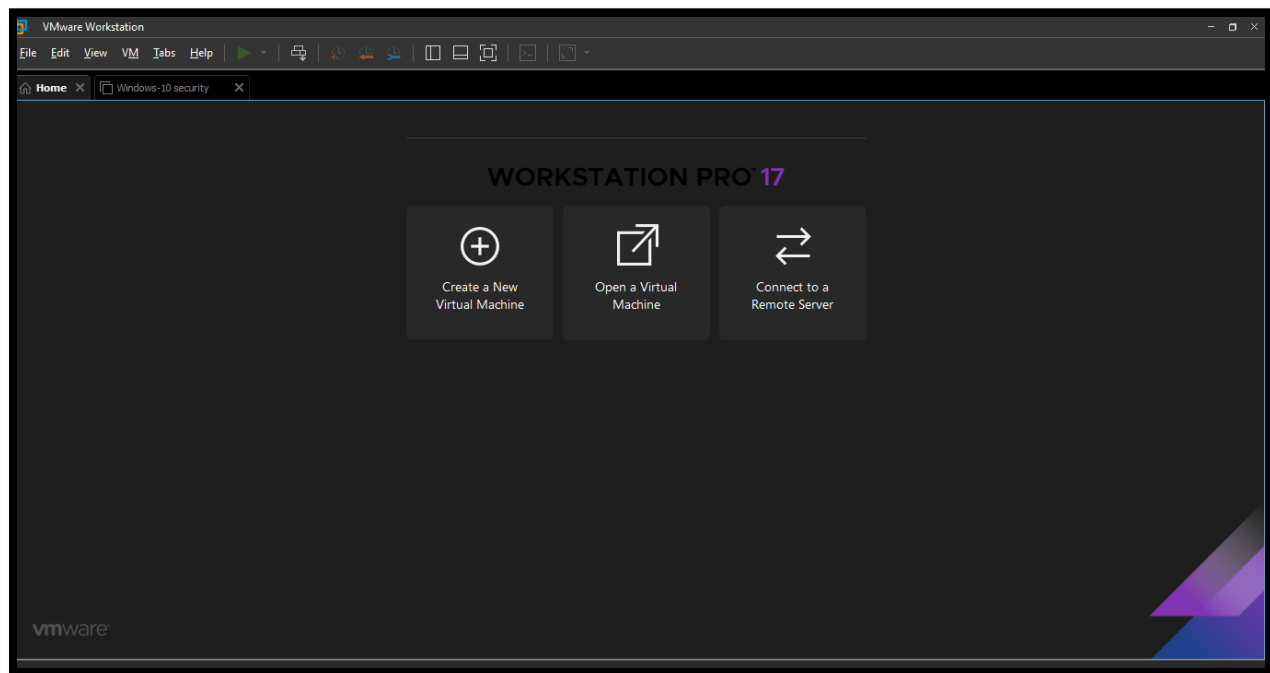 VMware Workstation
File Edit View VM Tabs Help
Home Windows-10 security
WORKSTATION PRO™ 17
Create a New
Virtual Machine
Open a Virtual
Machine
Connect to a
Remote Server
vmware